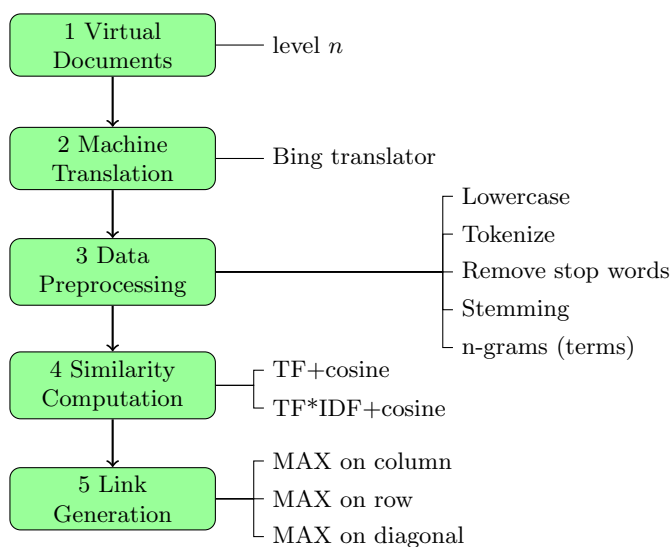 1 Virtual
Documents
level n
2 Machine
Translation
Bing translator
3 Data
Preprocessing
Lowercase
Tokenize
Remove stop words
Stemming
n-grams (terms)
4 Similarity
Computation
TF+cosine
TF*IDF+cosine
5 Link
Generation
MAX on column
MAX on row
MAX on diagonal